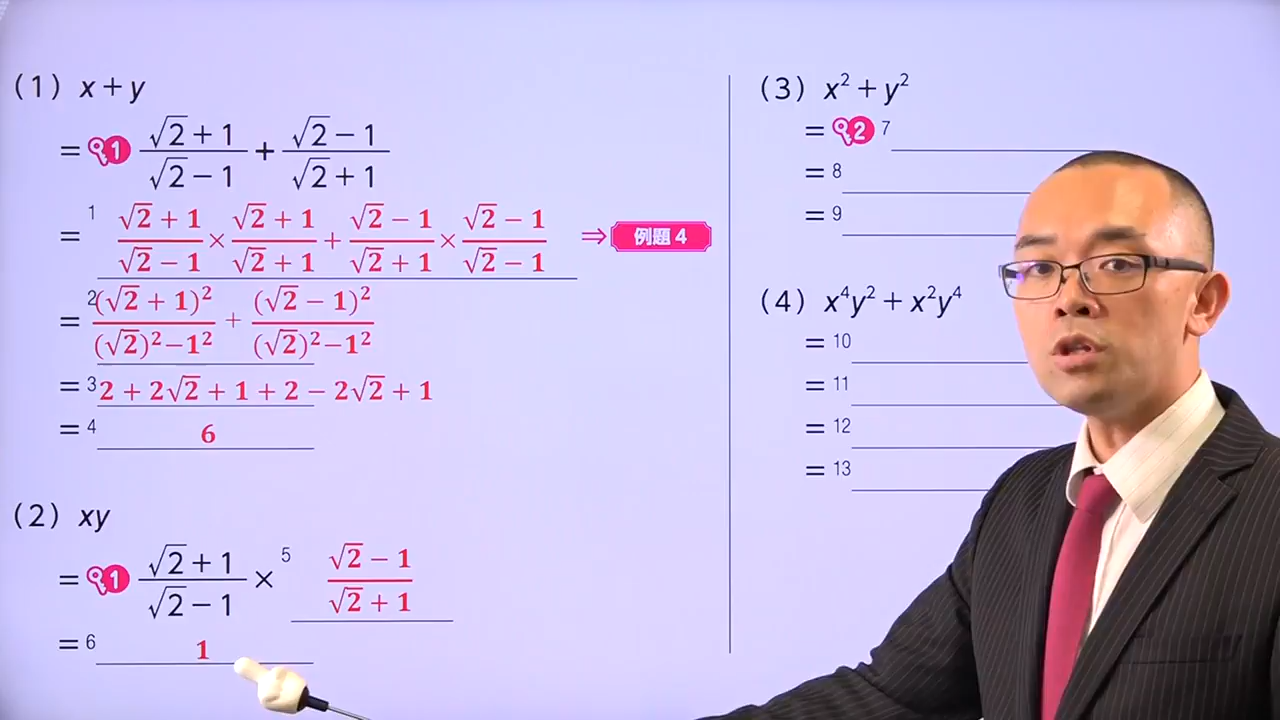 (1) x+y
= 1 (√2+1)/(√2−1) + (√2−1)/(√2+1)
= 1 (√2+1)/(√2−1) × (√2+1)/(√2+1) + (√2−1)/(√2+1) × (√2−1)/(√2−1) ⇒ 例題4
= 2 (√2+1)²/((√2)²−1²) + (√2−1)²/((√2)²−1²)
= 3 2+2√2+1+2−2√2+1
= 4 6
(2) xy
= 1 (√2+1)/(√2−1) × 5 (√2−1)/(√2+1)
= 6 1
(3) x²+y²
= 2 7
= 8
= 9
(4) x⁴y²+x²y⁴
= 10
= 11
= 12
= 13